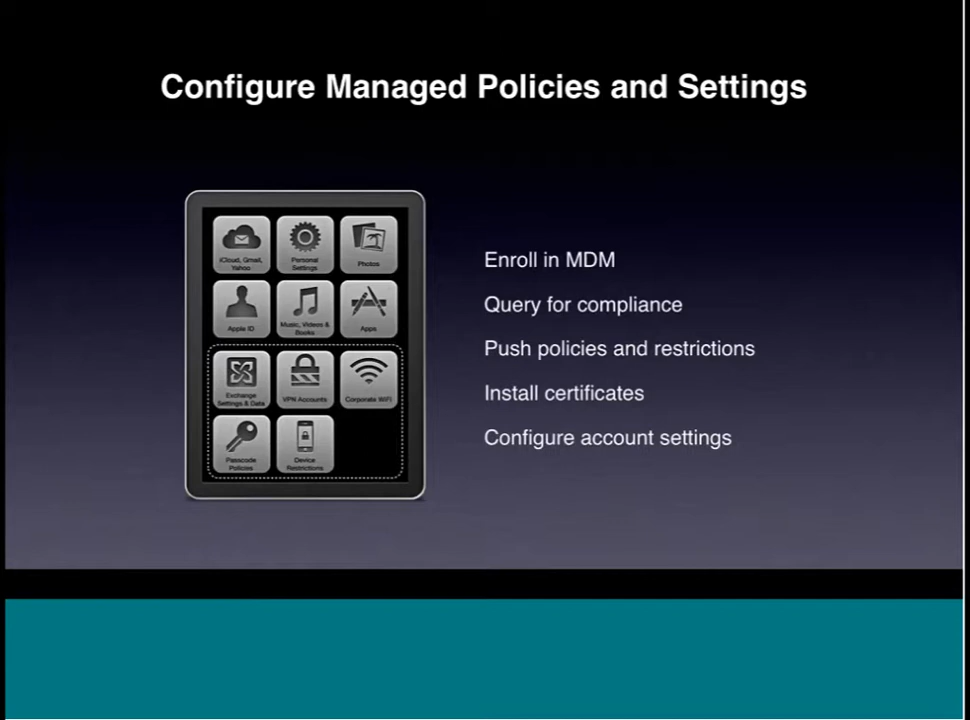 Configure Managed Policies and Settings
iCloud, Gmail,
Yahoo
Personal
Settings
Photos
Apple ID
Music, Videos &
Books
Apps
Exchange
Settings & Data
VPN Accounts
Corporate WiFi
Passcode
Policies
Device
Restrictions
Enroll in MDM
Query for compliance
Push policies and restrictions
Install certificates
Configure account settings